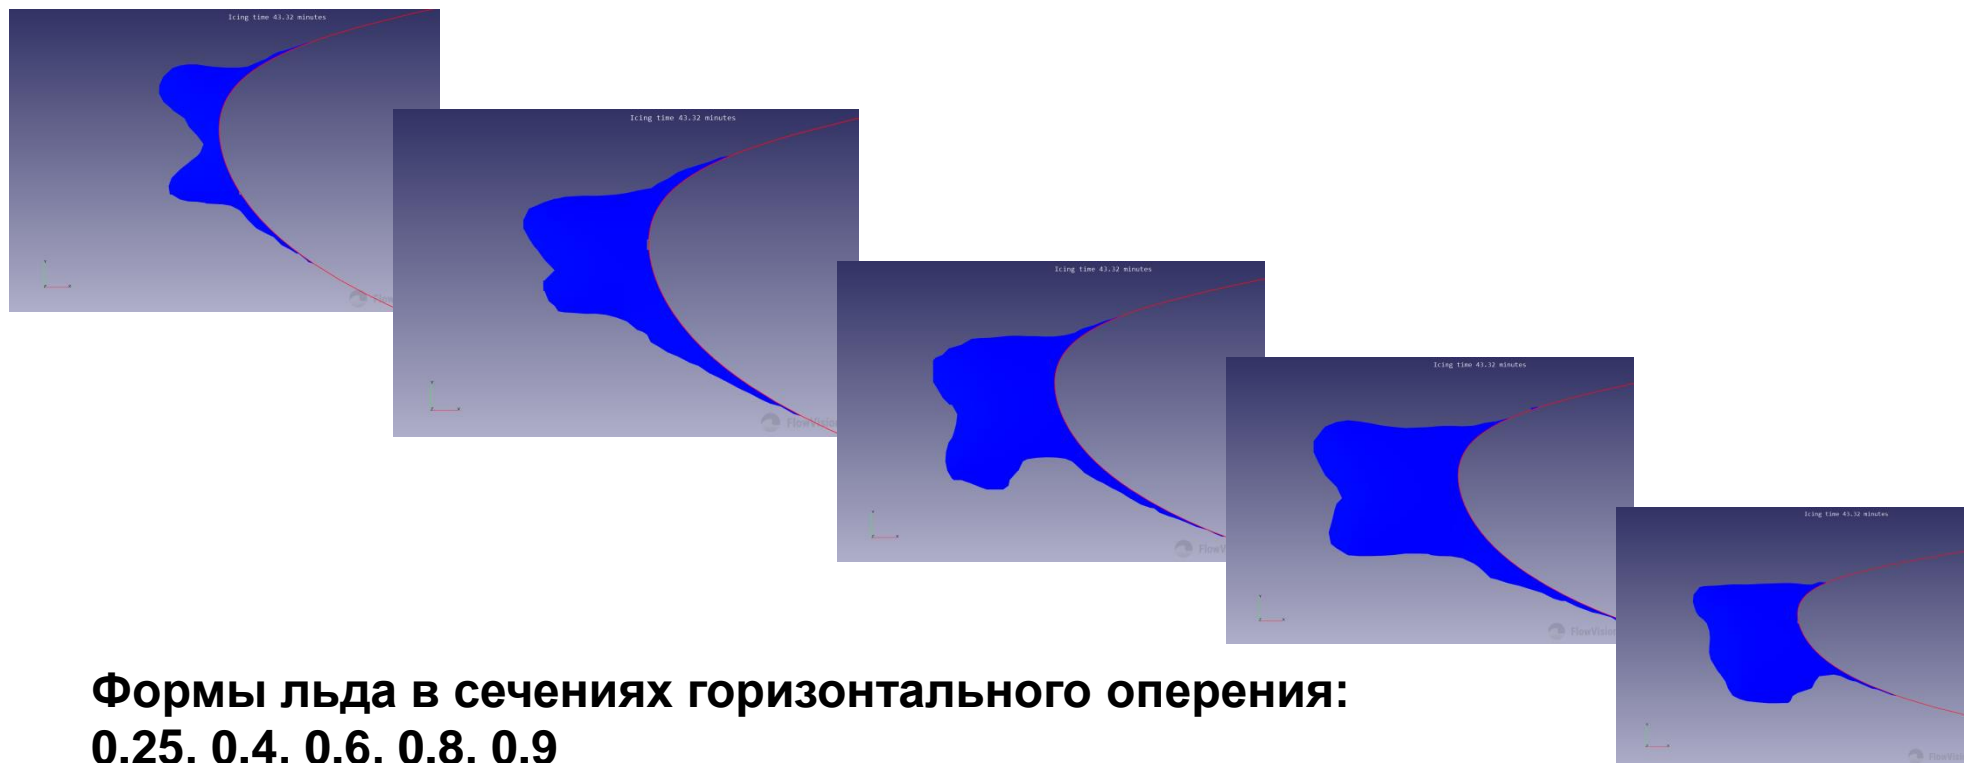 Icing time 43.32 minutes
Icing time 43.32 minutes
FlowVision
Icing time 43.32 minutes
Icing time 43.32 minutes
FlowVision
Icing time 43.32 minutes
Формы льда в сечениях горизонтального оперения:
0.25, 0.4, 0.6, 0.8, 0.9